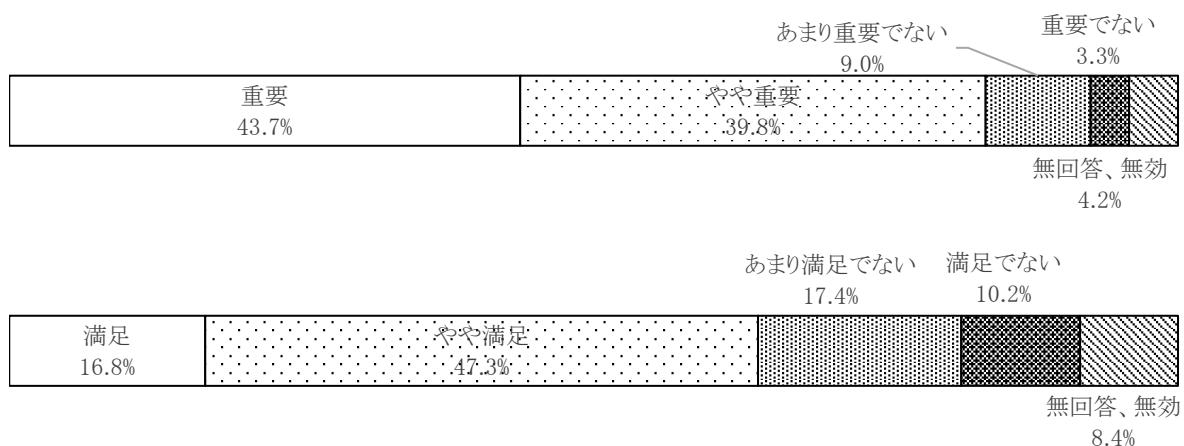 あまり重要でない
9.0%
重要でない
3.3%
重要
43.7%
やや重要
39.8%
無回答、無効
4.2%
あまり満足でない
17.4%
満足でない
10.2%
満足
16.8%
やや満足
47.3%
無回答、無効
8.4%